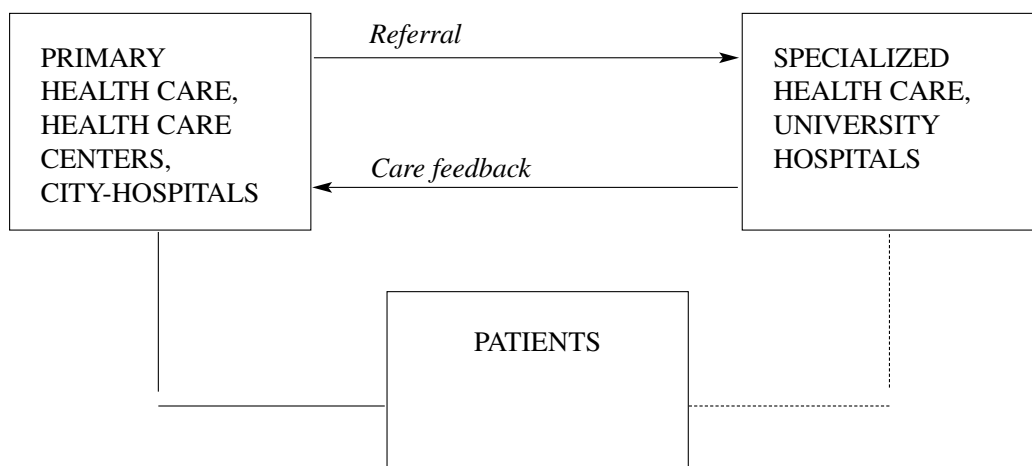 PRIMARY
HEALTH CARE,
HEALTH CARE
CENTERS,
CITY-HOSPITALS
Referral
Care feedback
SPECIALIZED
HEALTH CARE,
UNIVERSITY
HOSPITALS
PATIENTS